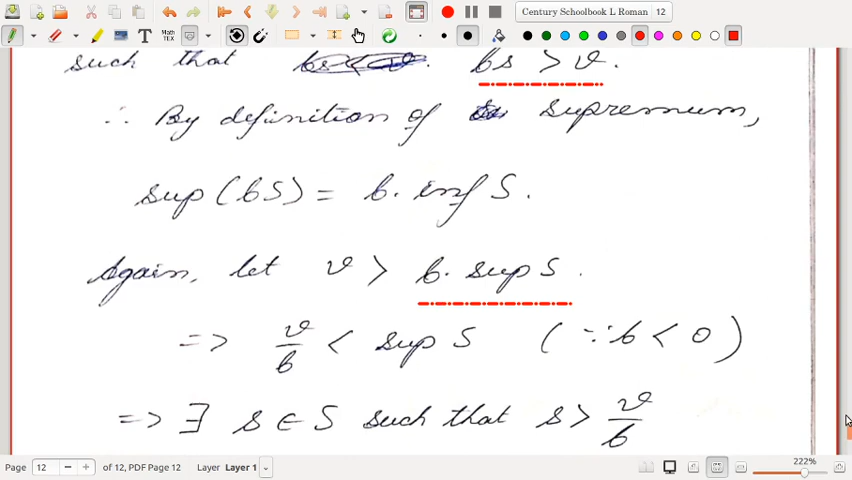 Century Schoolbook L Roman 12
such that bs > v.
∴ By definition of supremum,
sup (bS) = b. inf S.
Again, let v > b. sup S.
=> v/b < sup S (∵ b < 0)
=> ∃ s ∈ S such that s > v/b
Page 12 of 12, PDF Page 12 Layer Layer 1 222%